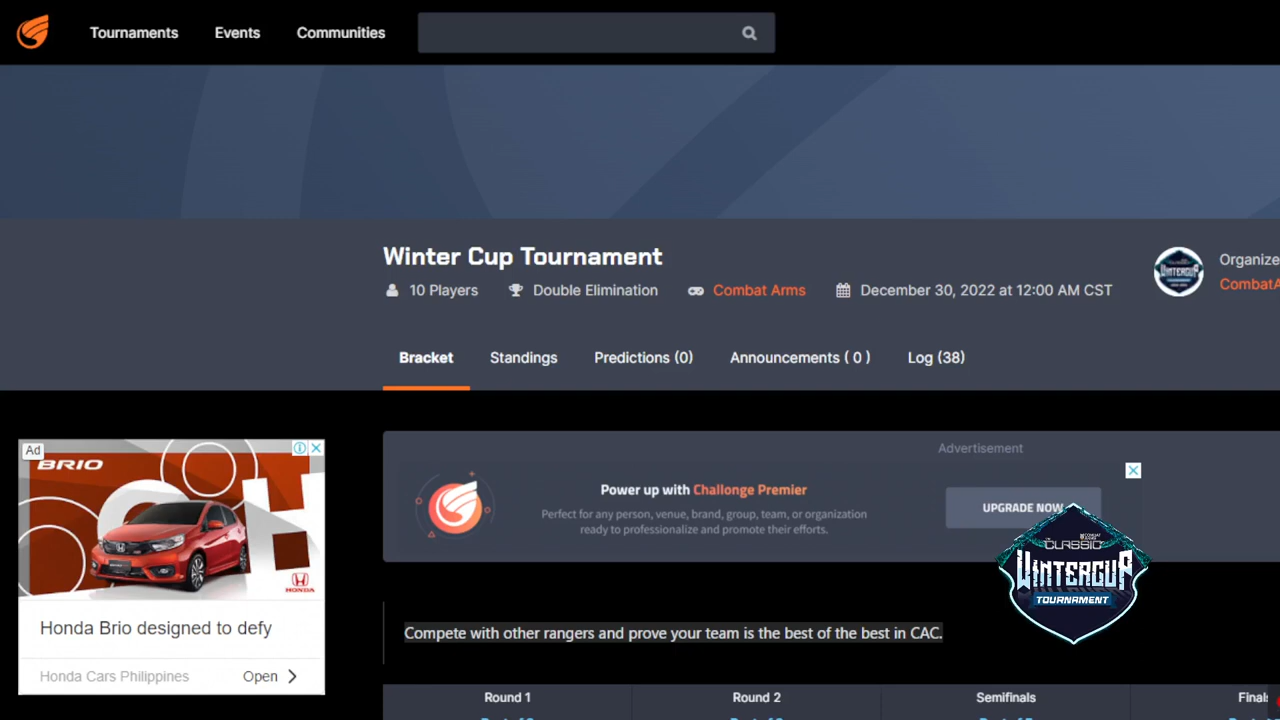 Tournaments
Events
Communities
Winter Cup Tournament
10 Players
Double Elimination
Combat Arms
December 30, 2022 at 12:00 AM CST
Organize
CombatA
Bracket
Standings
Predictions (0)
Announcements ( 0 )
Log (38)
Ad
BRIO
HONDA
Honda Brio designed to defy
Honda Cars Philippines
Open
Advertisement
Power up with Challonge Premier
Perfect for any person, venue, brand, group, team, or organization
ready to professionalize and promote their efforts.
UPGRADE NOW
CLASSIC
WINTERCUP
TOURNAMENT
Compete with other rangers and prove your team is the best of the best in CAC.
Round 1
Round 2
Semifinals
Finals